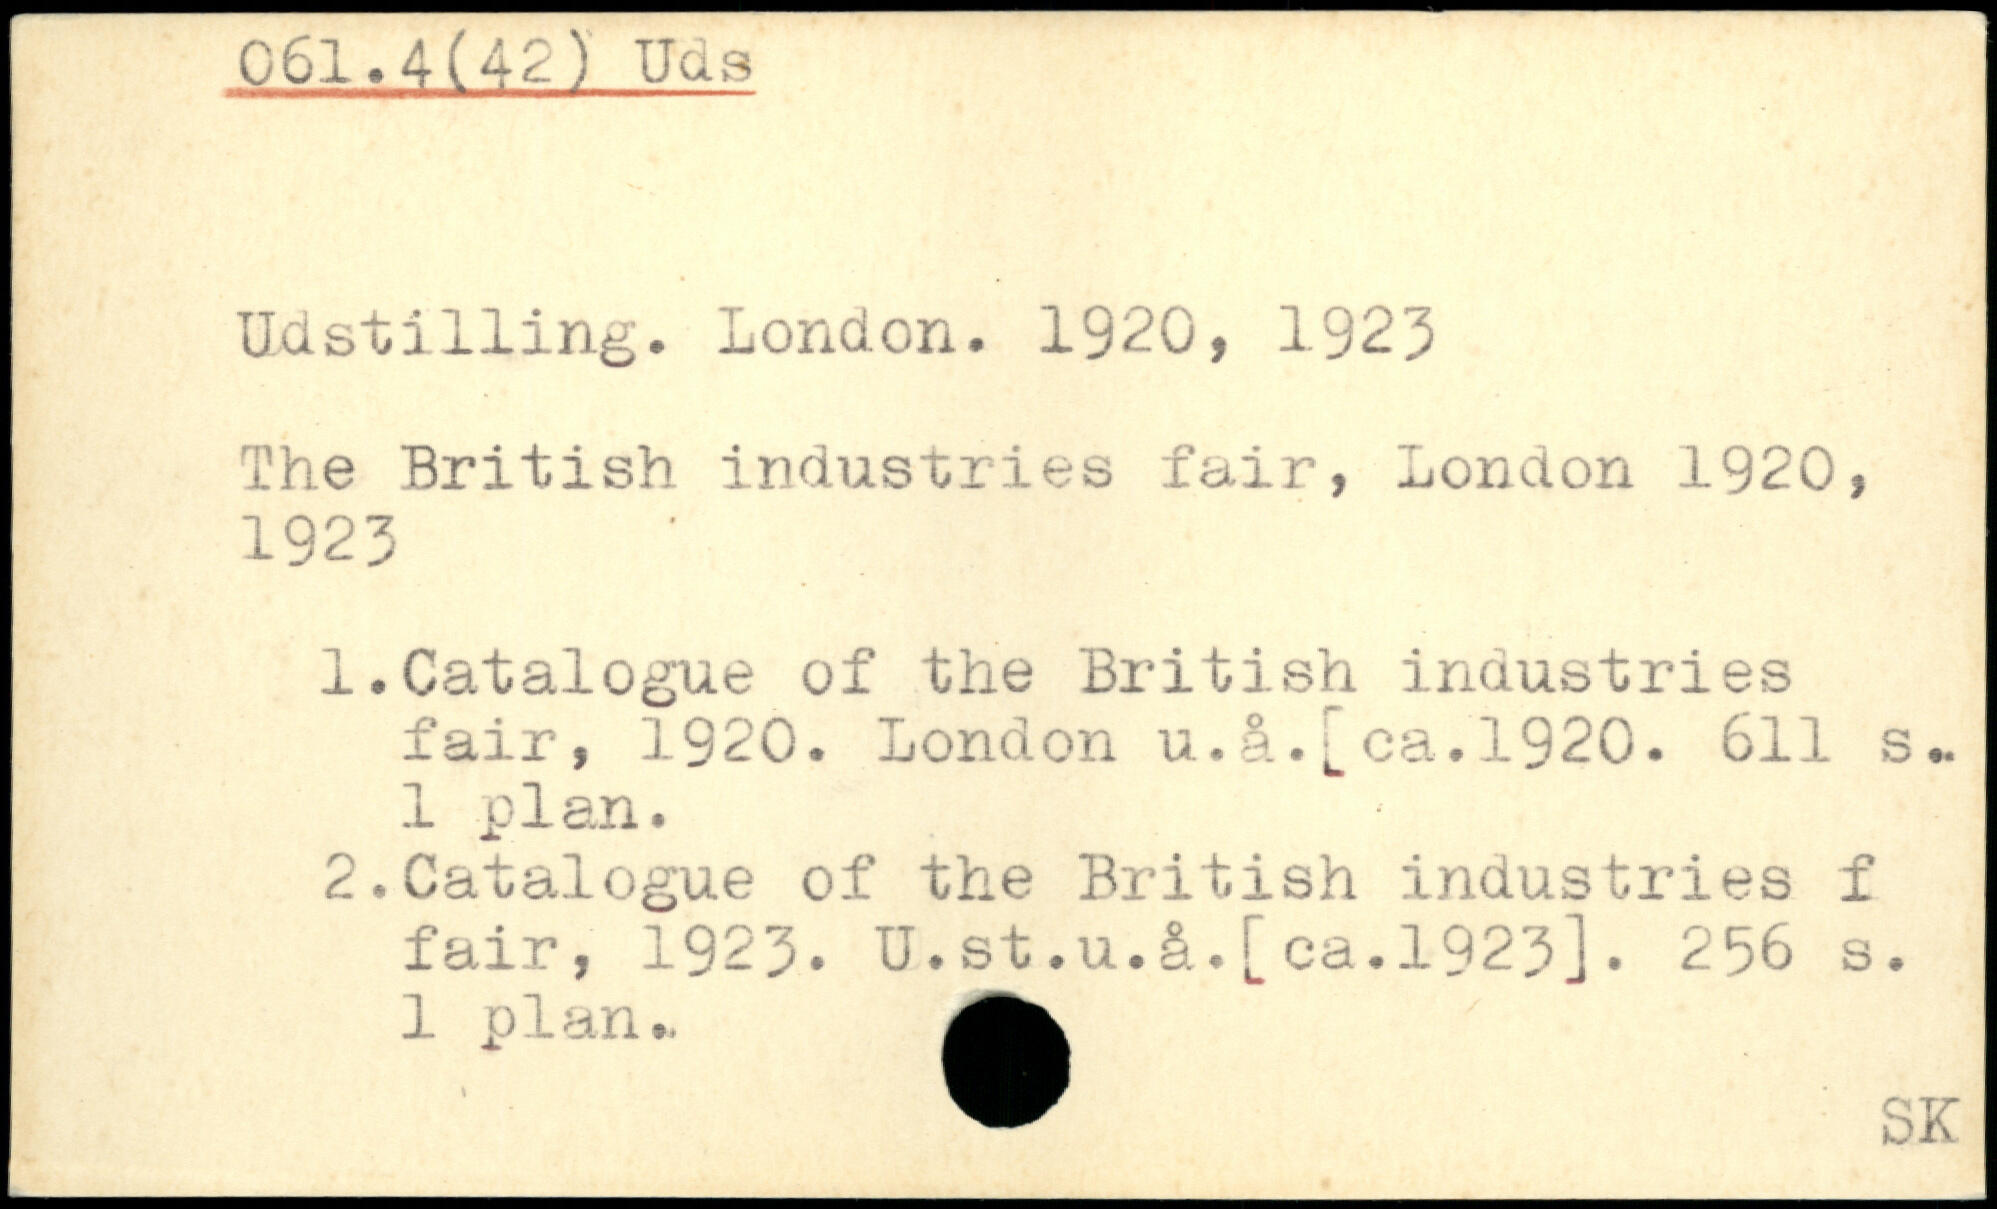 061.4(42) Uds
Udstilling. London. 1920, 1923
The British industries fair, London 1920,
1923
1.Catalogue of the British industries
fair, 1920. London u.å.[ca.1920. 611 s..
1 plan.
2.Catalogue of the British industries f
fair, 1923. U.st.u.å.[ca.1923]. 256 s.
1 plan..
SK